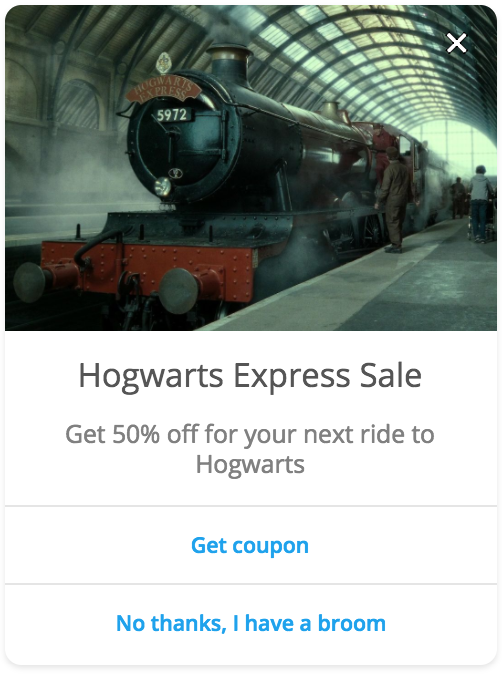 HOGWARTS
EXPRESS
5972
Hogwarts Express Sale
Get 50% off for your next ride to
Hogwarts
Get coupon
No thanks, I have a broom